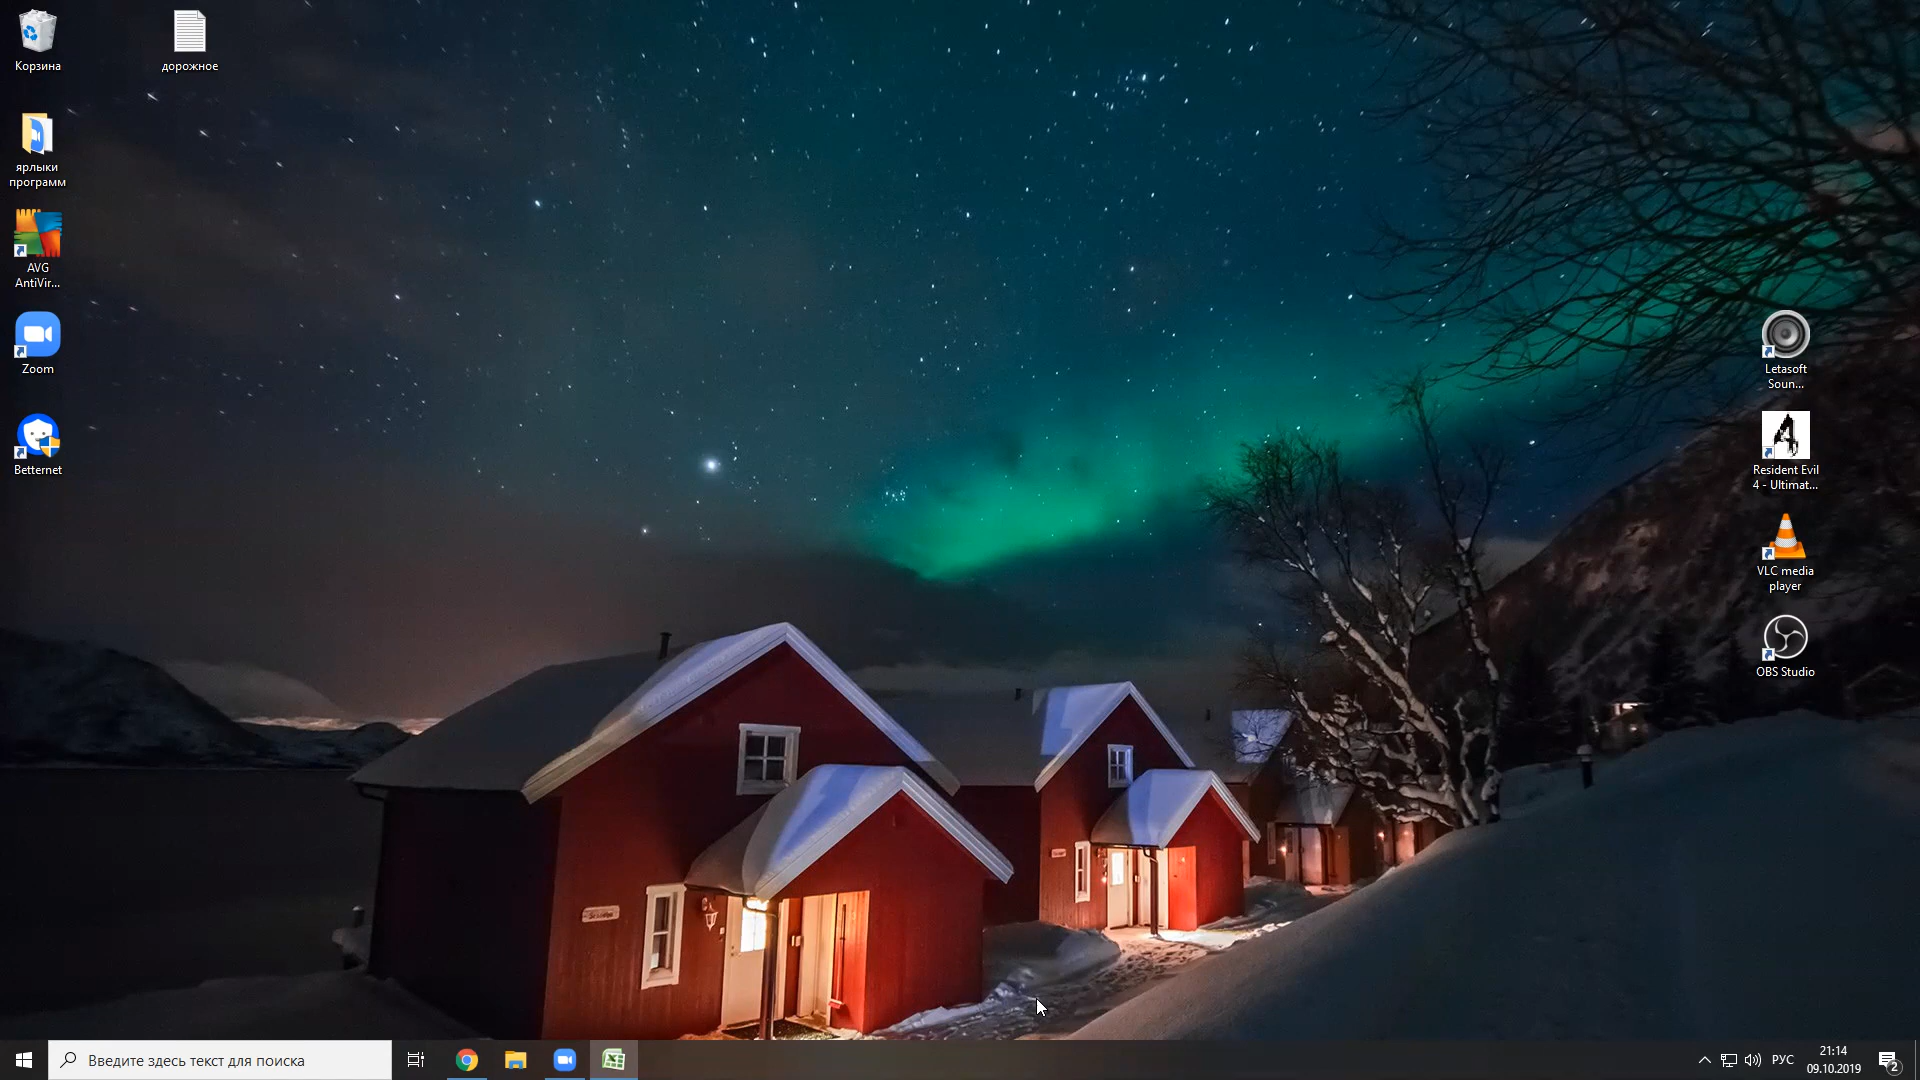 Корзина
дорожное
ярлыки
программ
AVG
AntiVir...
Zoom
Betternet
Letasoft
Soun...
Resident Evil
4 - Ultimat...
VLC media
player
OBS Studio
Введите здесь текст для поиска
РУС
21:14
09.10.2019
2